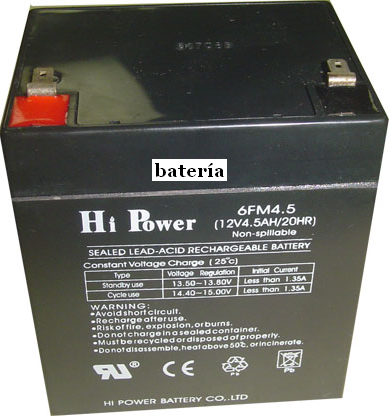 batería
Hi Power
6FM4.5
(12V4.5AH/20HR)
Non-spillable
SEALED LEAD-ACID RECHARGEABLE BATTERY
Constant Voltage Charge ( 25°c)
Type Voltage Regulation Initial Current
Standby use 13.50-13.80V Less than 1.35A
Cycle use 14.40-15.00V Less than 1.35A
WARNING:
●Avoid short circuit.
●Recharge after use.
●Risk of fire, explosion, or burns.
●Do not charge in a sealed container.
●Must be recycled or disposed of properly.
●Do not disassemble, heat above 50℃, or incinerate.
Pb
HI POWER BATTERY CO.,LTD